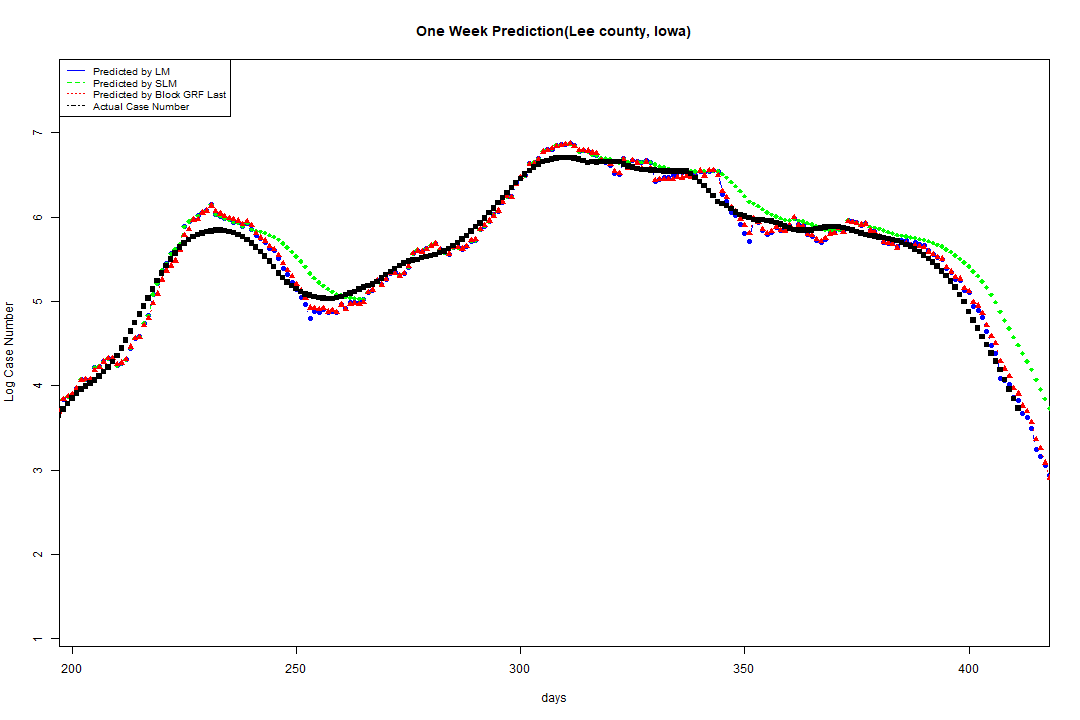 One Week Prediction(Lee county, Iowa)
Predicted by LM
Predicted by SLM
Predicted by Block GRF Last
Actual Case Number
7
6
5
4
3
2
1
Log Case Number
200 250 300 350 400
days